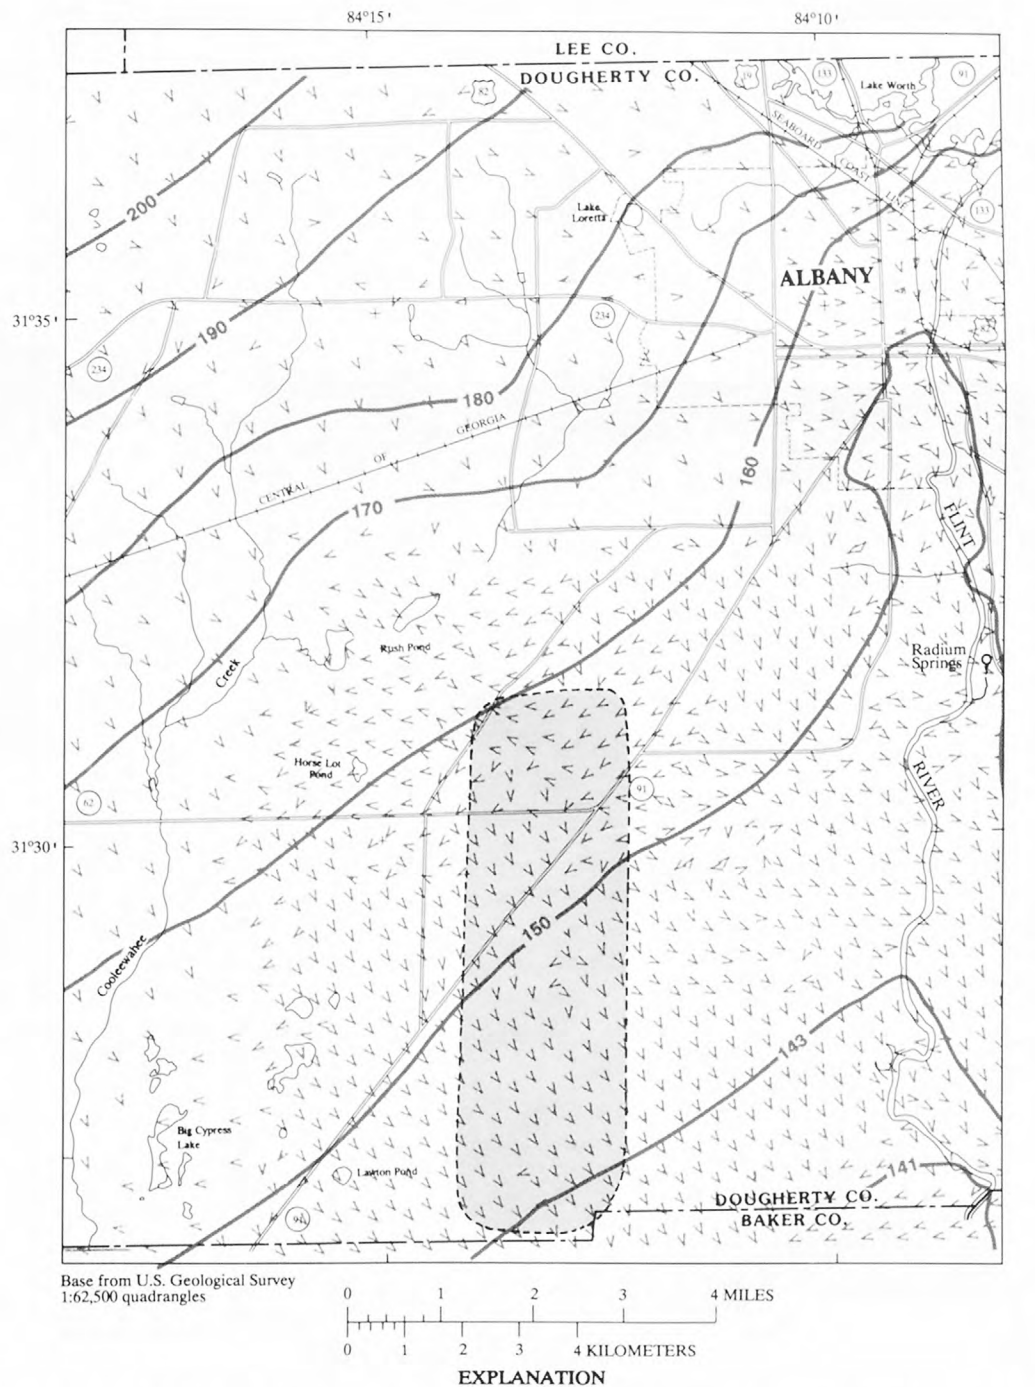 84°15'
84°10'
LEE CO.
DOUGHERTY CO.
82
19
133
91
Lake Worth
SEABOARD
COAST
LINE
200
Lake
Loretta
133
ALBANY
31°35'
190
234
82
234
180
GEORGIA
OF
CENTRAL
170
160
FLINT
Rush Pond
Radium
Springs
Creek
Horse Lot
Pond
62
91
RIVER
31°30'
150
Cooleewahee
143
Big Cypress
Lake
Lawton Pond
141
DOUGHERTY CO.
BAKER CO.
91
Base from U.S. Geological Survey
1:62,500 quadrangles
0 1 2 3 4 MILES
0 1 2 3 4 KILOMETERS
EXPLANATION